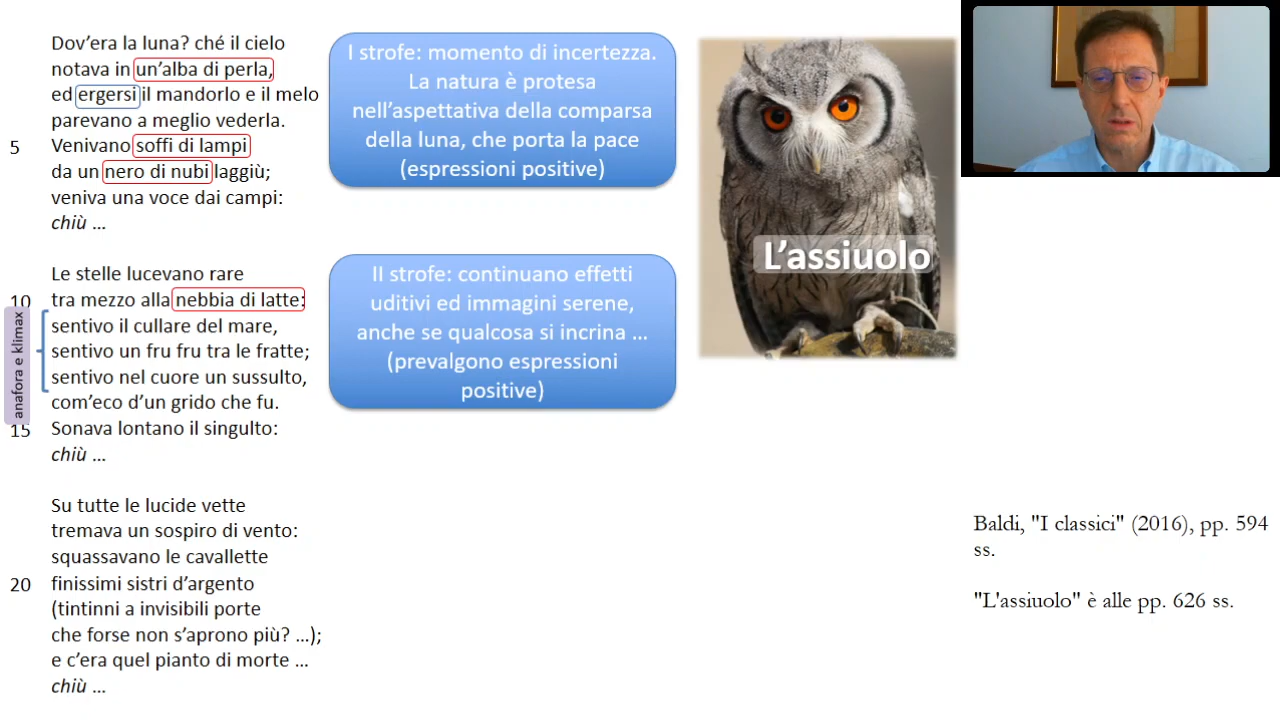 Dov'era la luna? ché il cielo
notava in un'alba di perla,
ed ergersi il mandorlo e il melo
parevano a meglio vederla.
5 Venivano soffi di lampi
da un nero di nubi laggiù;
veniva una voce dai campi:
chiù ...
Le stelle lucevano rare
10 tra mezzo alla nebbia di latte:
sentivo il cullare del mare,
sentivo un fru fru tra le fratte;
sentivo nel cuore un sussulto,
com'eco d'un grido che fu.
15 Sonava lontano il singulto:
chiù ...
anafora e klimax
Su tutte le lucide vette
tremava un sospiro di vento:
squassavano le cavallette
20 finissimi sistri d'argento
(tintinni a invisibili porte
che forse non s'aprono più? ...);
e c'era quel pianto di morte ...
chiù ...
I strofe: momento di incertezza.
La natura è protesa
nell'aspettativa della comparsa
della luna, che porta la pace
(espressioni positive)
II strofe: continuano effetti
uditivi ed immagini serene,
anche se qualcosa si incrina ...
(prevalgono espressioni
positive)
L'assiuolo
Baldi, "I classici" (2016), pp. 594
ss.
"L'assiuolo" è alle pp. 626 ss.